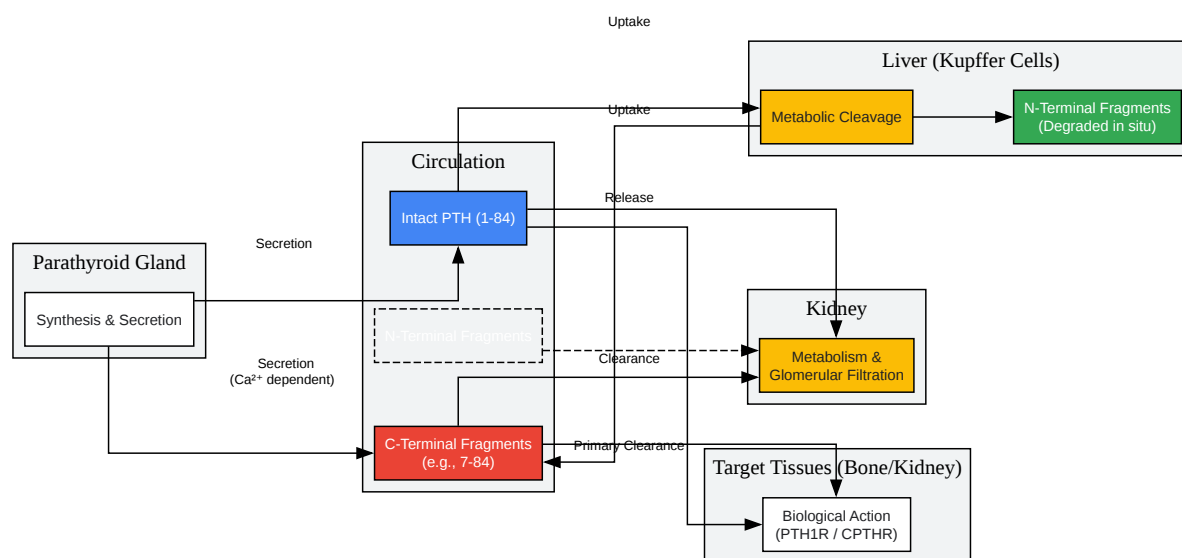 Uptake
Liver (Kupffer Cells)
Uptake
Metabolic Cleavage
N-Terminal Fragments
(Degraded in situ)
Circulation
Intact PTH (1-84)
Release
Secretion
Parathyroid Gland
Synthesis & Secretion
Kidney
N-Terminal Fragments
Clearance
Metabolism &
Glomerular Filtration
Secretion
(Ca²⁺ dependent)
C-Terminal Fragments
(e.g., 7-84)
Primary Clearance
Target Tissues (Bone/Kidney)
Biological Action
(PTH1R / CPTHR)